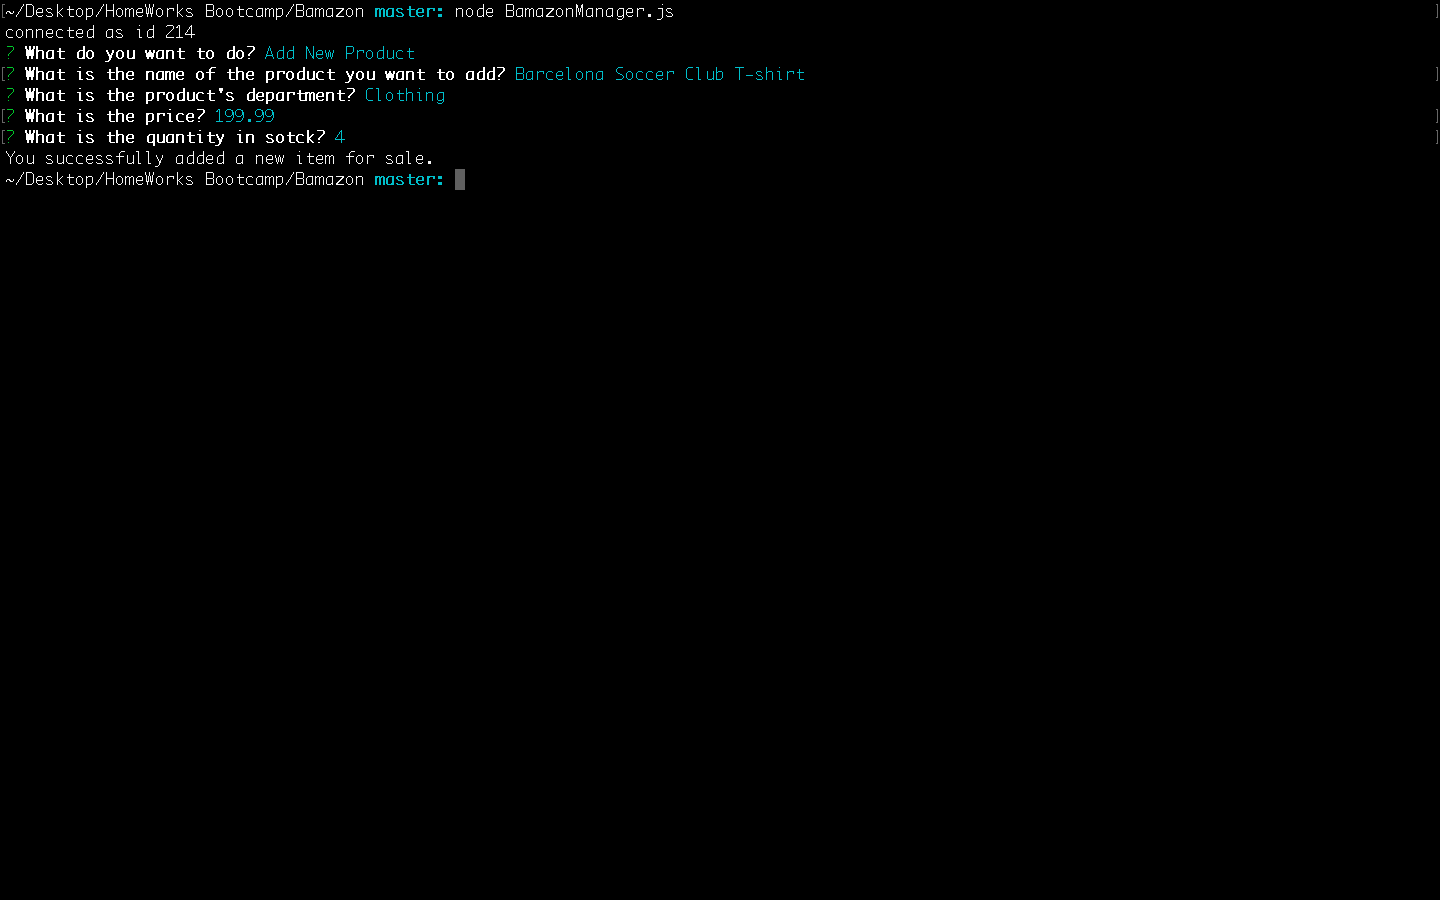 [~/Desktop/HomeWorks Bootcamp/Bamazon master: node BamazonManager.js ]
connected as id 214
? What do you want to do? Add New Product
[? What is the name of the product you want to add? Barcelona Soccer Club T-shirt ]
? What is the product's department? Clothing
[? What is the price? 199.99 ]
[? What is the quantity in sotck? 4 ]
You successfully added a new item for sale.
~/Desktop/HomeWorks Bootcamp/Bamazon master: